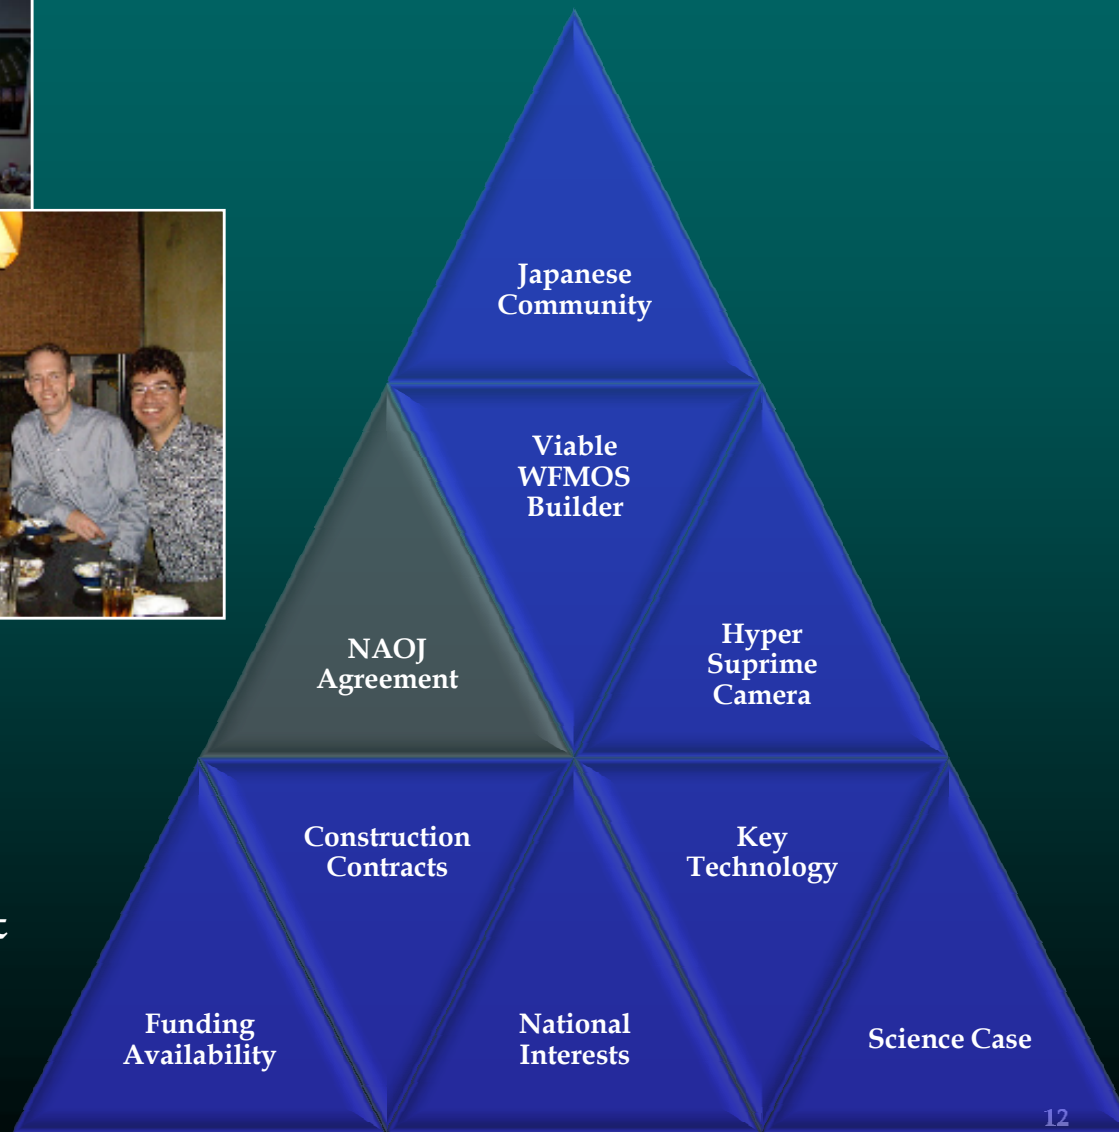 Japanese
Community
Viable
WFMOS
Builder
NAOJ
Agreement
Hyper
Suprime
Camera
Construction
Contracts
Key
Technology
Funding
Availability
National
Interests
Science Case
12